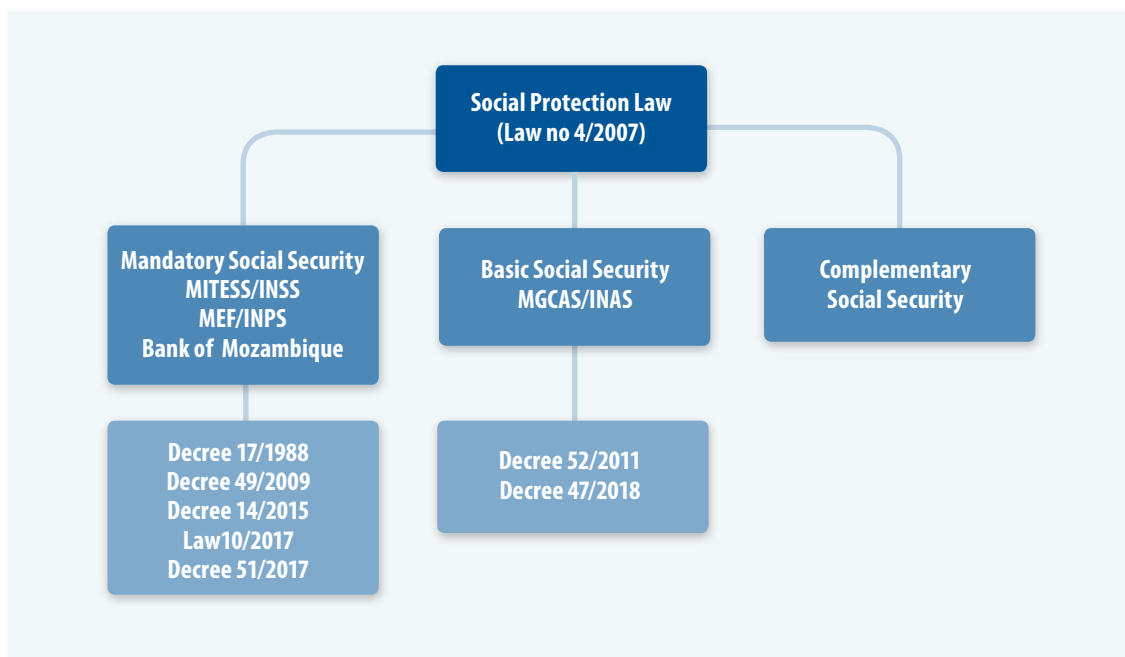 Social Protection Law
(Law no 4/2007)
Mandatory Social Security
MITESS/INSS
MEF/INPS
Bank of Mozambique
Basic Social Security
MGCAS/INAS
Complementary
Social Security
Decree 17/1988
Decree 49/2009
Decree 14/2015
Law10/2017
Decree 51/2017
Decree 52/2011
Decree 47/2018